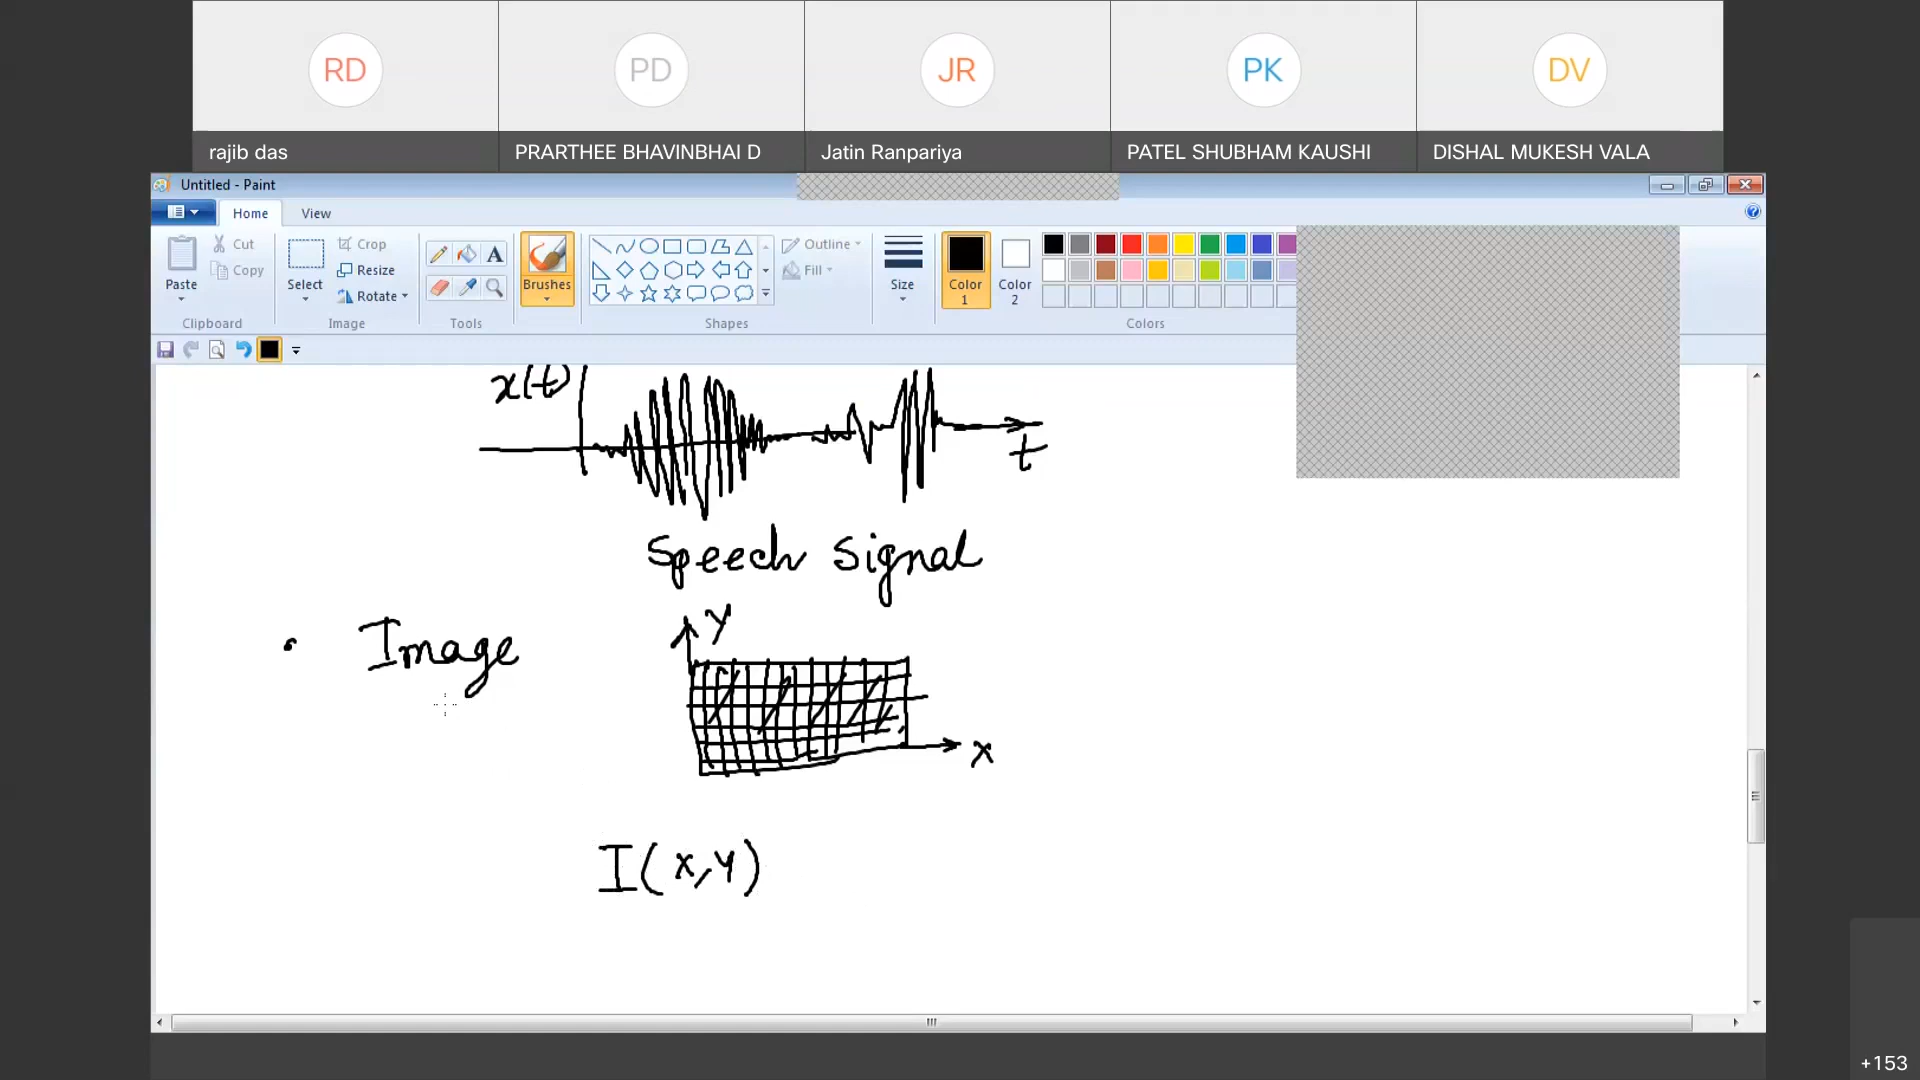 RD
PD
JR
PK
DV
rajib das
PRARTHEE BHAVINBHAI D
Jatin Ranpariya
PATEL SHUBHAM KAUSHI
DISHAL MUKESH VALA
Untitled - Paint
Home
View
Cut
Crop
Outline
Copy
Resize
Fill
Paste
Select
Rotate
Brushes
Size
Color 1
Color 2
Clipboard
Image
Tools
Shapes
Colors
x(t)
t
Speech Signal
• Image
Y
X
I(X,Y)
+153